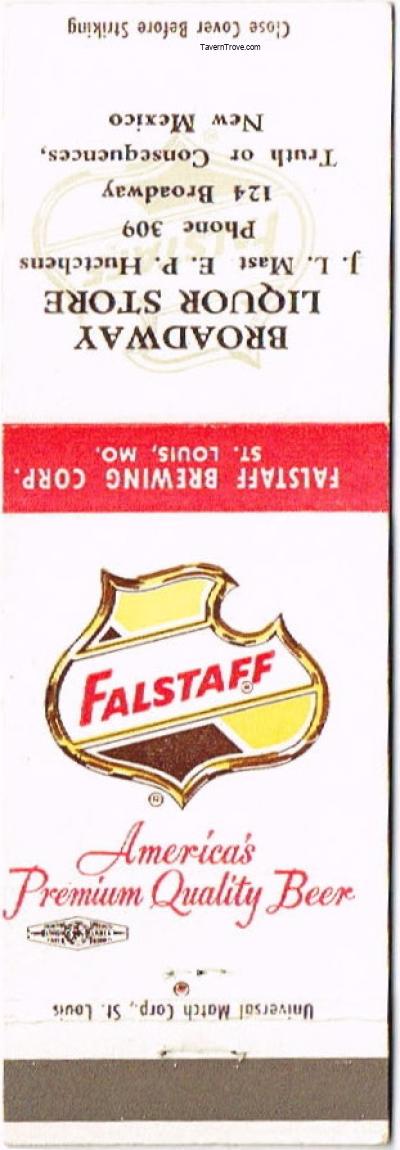 Close Cover Before Striking
TavernTrove.com
BROADWAY
LIQUOR STORE
J. L. Mast E. P. Huctchens
Phone 309
124 Broadway
Truth or Consequences,
New Mexico
FALSTAFF BREWING CORP.
ST. LOUIS, MO.
FALSTAFF
®
®
America's
Premium Quality Beer
Universal Match Corp., St. Louis